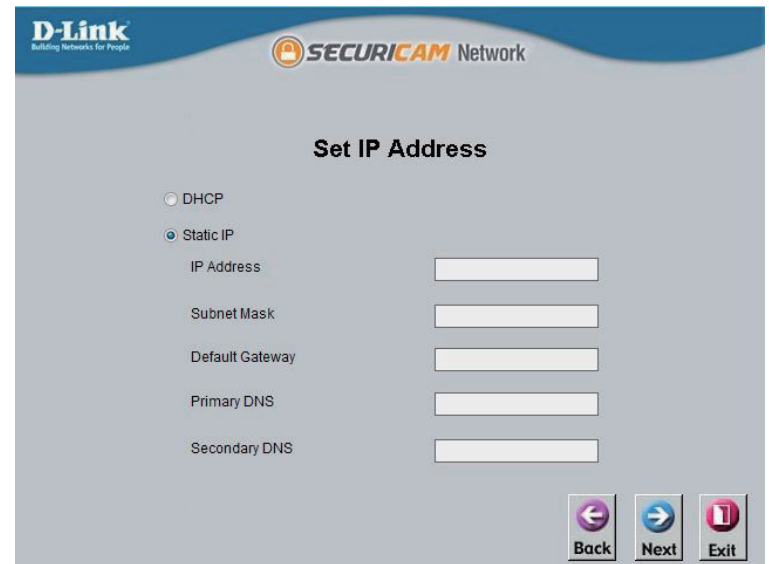 D-Link
Building Networks for People
SECURICAM Network
Set IP Address
DHCP
Static IP
IP Address
Subnet Mask
Default Gateway
Primary DNS
Secondary DNS
Back
Next
Exit